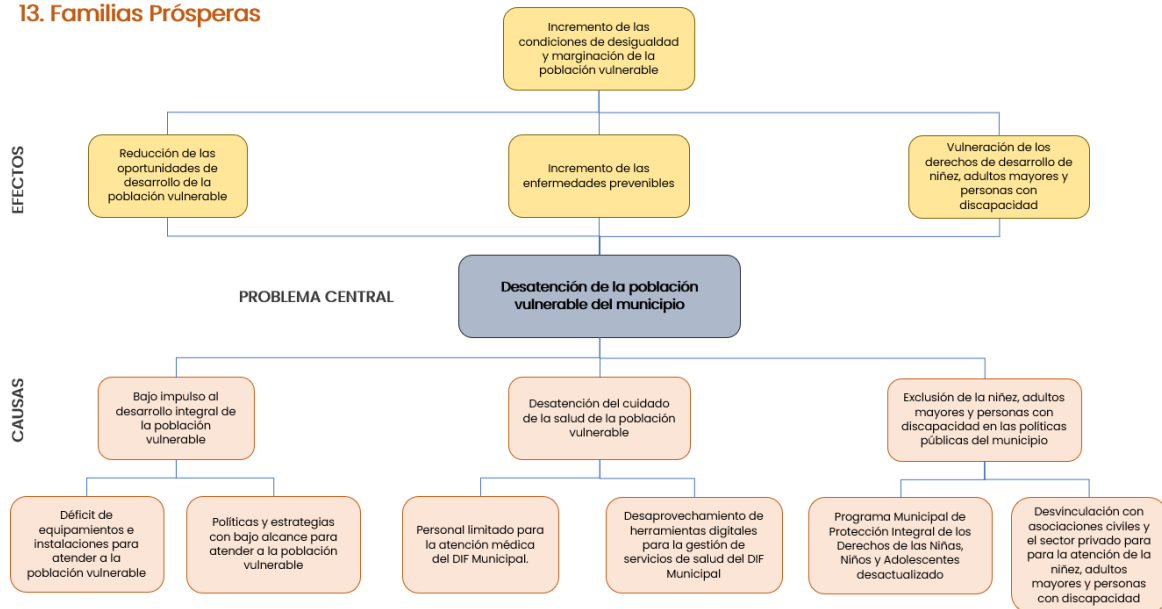 13. Familias Prósperas
Incremento de las
condiciones de desigualdad
y marginación de la
población vulnerable
EFECTOS
Reducción de las
oportunidades de
desarrollo de la
población vulnerable
Incremento de las
enfermedades prevenibles
Vulneración de los
derechos de desarrollo de
niñez, adultos mayores y
personas con
discapacidad
PROBLEMA CENTRAL
Desatención de la población
vulnerable del municipio
CAUSAS
Bajo impulso al
desarrollo integral de
la población
vulnerable
Desatención del cuidado
de la salud de la población
vulnerable
Exclusión de la niñez, adultos
mayores y personas con
discapacidad en las políticas
públicas del municipio
Déficit de
equipamientos e
instalaciones para
atender a la
población vulnerable
Políticas y estrategias
con bajo alcance para
atender a la población
vulnerable
Personal limitado para
la atención médica
del DIF Municipal.
Desaprovechamiento de
herramientas digitales
para la gestión de
servicios de salud del DIF
Municipal
Programa Municipal de
Protección Integral de los
Derechos de las Niñas,
Niños y Adolescentes
desactualizado
Desvinculación con
asociaciones civiles y
el sector privado para
para la atención de la
niñez, adultos
mayores y personas
con discapacidad